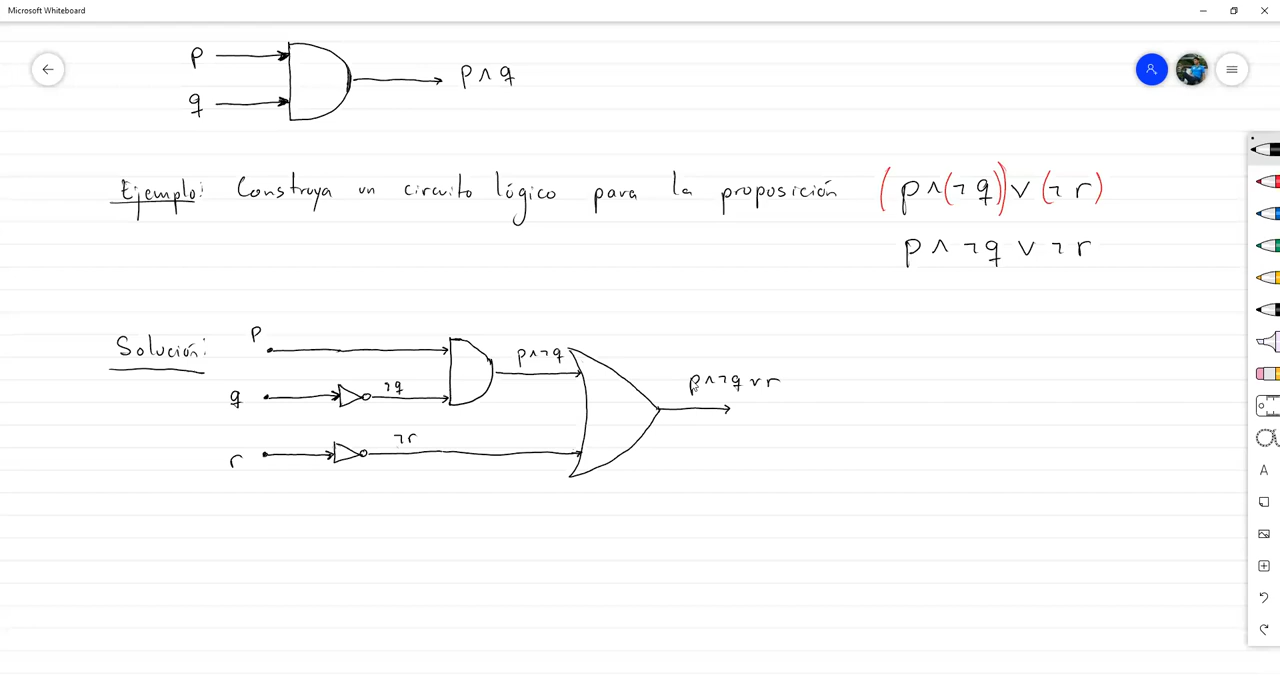 Microsoft Whiteboard
p
q
p ∧ q
Ejemplo: Construya un circuito lógico para la proposición (p ∧ (¬ q)) ∨ (¬ r)
p ∧ ¬ q ∨ ¬ r
Solución:
p
q
r
¬q
¬r
p ∧ ¬q
p ∧ ¬q ∨ r
A